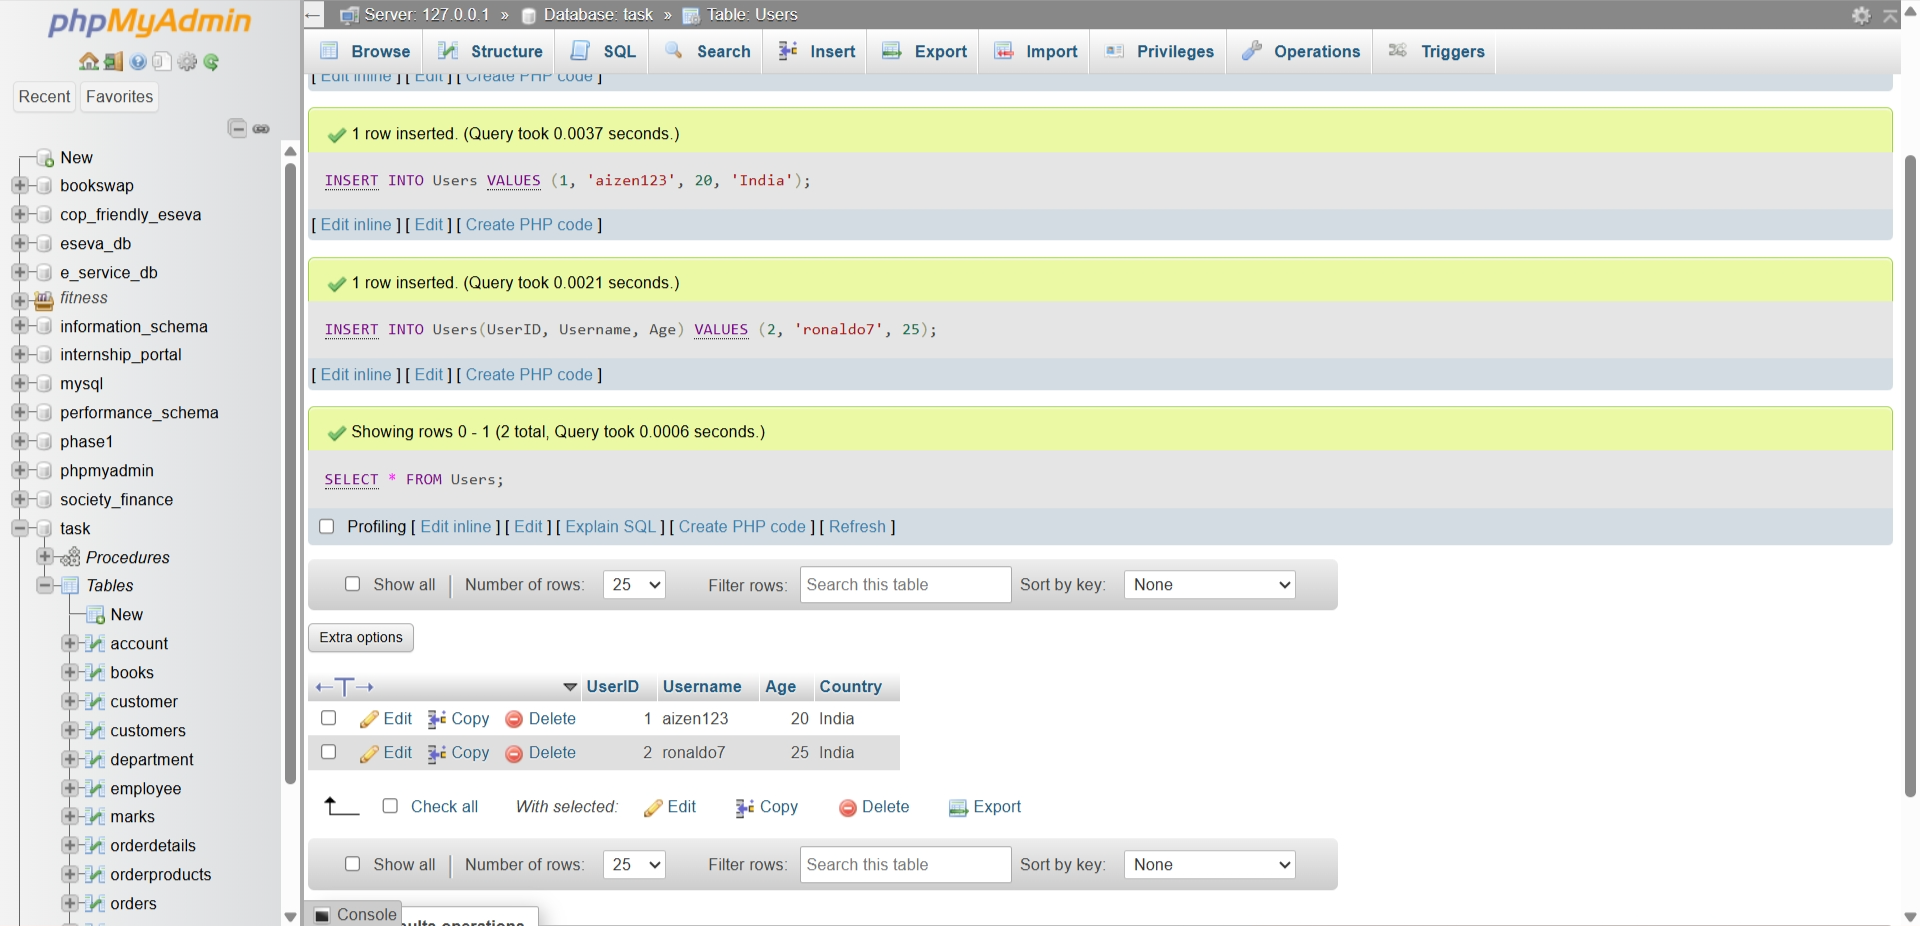 phpMyAdmin
Recent Favorites
New
bookswap
cop_friendly_eseva
eseva_db
e_service_db
fitness
information_schema
internship_portal
mysql
performance_schema
phase1
phpmyadmin
society_finance
task
Procedures
Tables
New
account
books
customer
customers
department
employee
marks
orderdetails
orderproducts
orders
Server: 127.0.0.1 » Database: task » Table: Users
Browse Structure SQL Search Insert Export Import Privileges Operations Triggers
[ Edit inline ] [ Edit ] [ Create PHP code ]
1 row inserted. (Query took 0.0037 seconds.)
INSERT INTO Users VALUES (1, 'aizen123', 20, 'India');
[ Edit inline ] [ Edit ] [ Create PHP code ]
1 row inserted. (Query took 0.0021 seconds.)
INSERT INTO Users(UserID, Username, Age) VALUES (2, 'ronaldo7', 25);
[ Edit inline ] [ Edit ] [ Create PHP code ]
Showing rows 0 - 1 (2 total, Query took 0.0006 seconds.)
SELECT * FROM Users;
Profiling [ Edit inline ] [ Edit ] [ Explain SQL ] [ Create PHP code ] [ Refresh ]
Show all | Number of rows: 25 Filter rows: Search this table Sort by key: None
Extra options
UserID Username Age Country
Edit Copy Delete 1 aizen123 20 India
Edit Copy Delete 2 ronaldo7 25 India
Check all With selected: Edit Copy Delete Export
Show all | Number of rows: 25 Filter rows: Search this table Sort by key: None
Console
operations